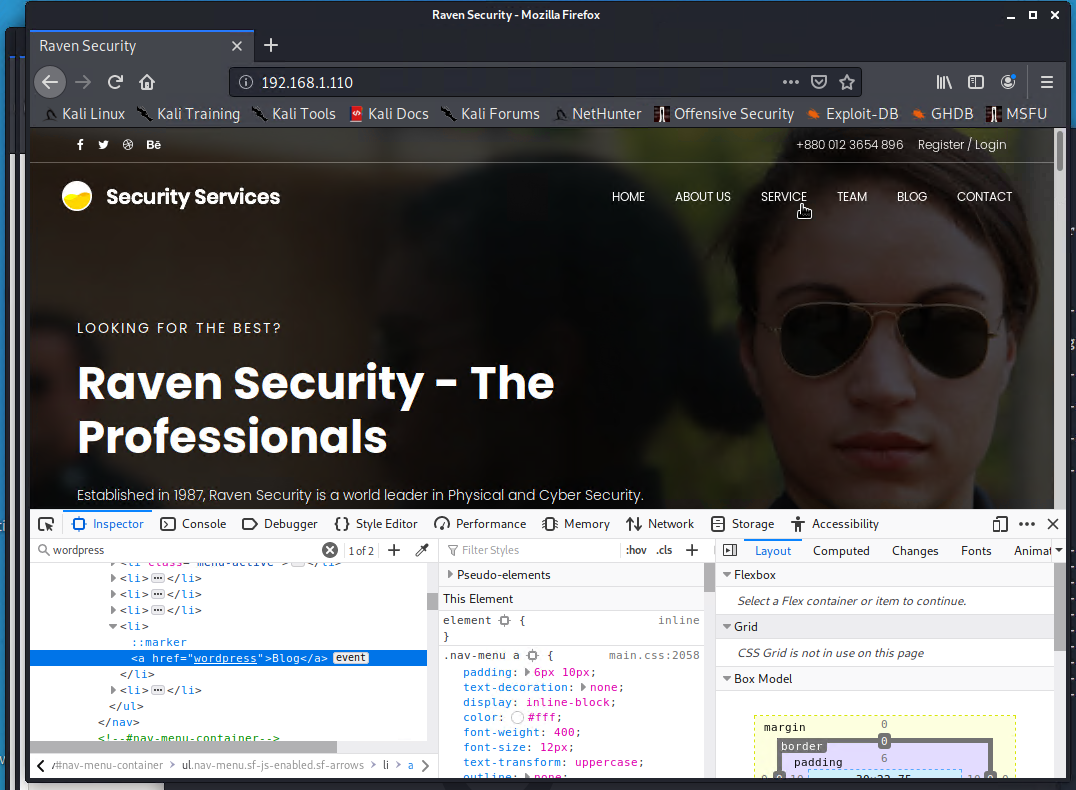 Raven Security - Mozilla Firefox
Raven Security
192.168.1.110
Kali Linux Kali Training Kali Tools Kali Docs Kali Forums NetHunter Offensive Security Exploit-DB GHDB MSFU
+880 012 3654 896 Register / Login
Security Services HOME ABOUT US SERVICE TEAM BLOG CONTACT
LOOKING FOR THE BEST?
Raven Security - The
Professionals
Established in 1987, Raven Security is a world leader in Physical and Cyber Security.
Inspector Console Debugger Style Editor Performance Memory Network Storage Accessibility
wordpress 1 of 2
Filter Styles :hov .cls
Layout Computed Changes Fonts Animat
<li class="menu-active"> </li>
<li> </li>
<li> </li>
<li> </li>
<li>
::marker
<a href="wordpress">Blog</a> event
</li>
<li> </li>
</ul>
</nav>
<!--#nav-menu-container-->
/#nav-menu-container ul.nav-menu.sf-js-enabled.sf-arrows li a
Pseudo-elements
This Element
element { inline
}
.nav-menu a { main.css:2058
padding: 6px 10px;
text-decoration: none;
display: inline-block;
color: #fff;
font-weight: 400;
font-size: 12px;
text-transform: uppercase;
outline: none;
Flexbox
Select a Flex container or item to continue.
Grid
CSS Grid is not in use on this page
Box Model
margin 0
border 0
padding 6